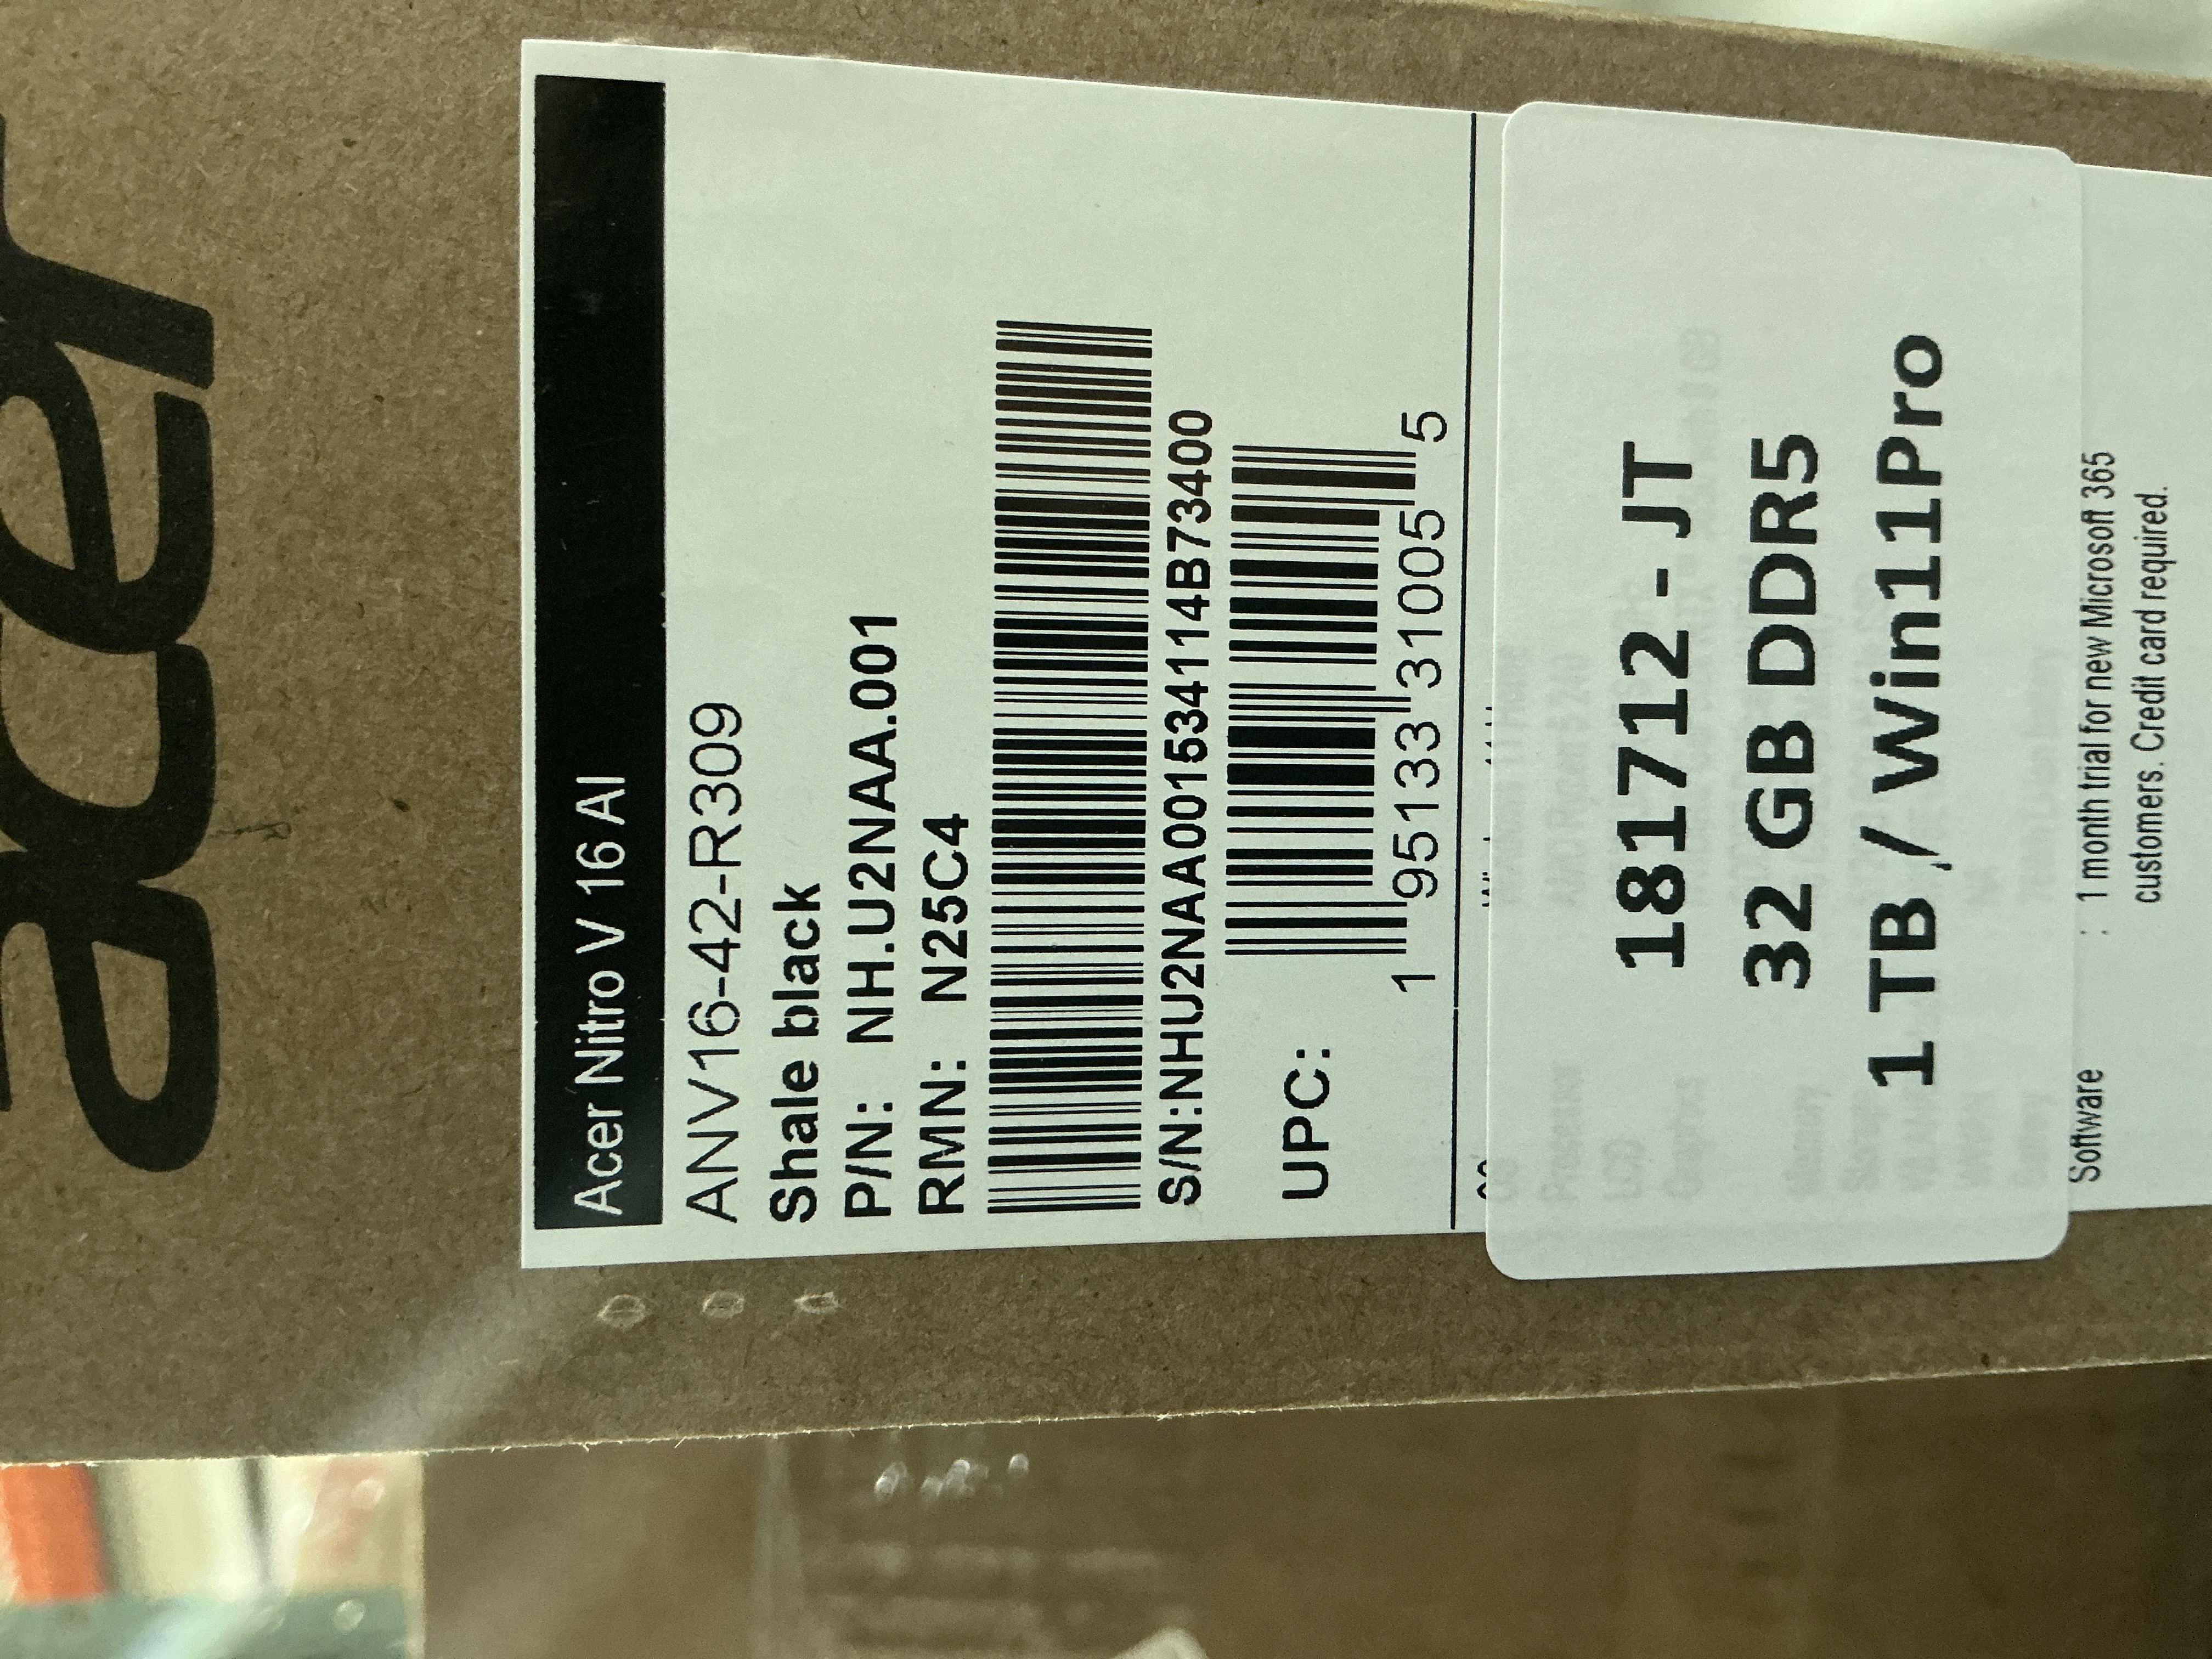 acer
Acer Nitro V 16 AI
ANV16-42-R309
Shale black
P/N: NH.U2NAA.001
RMN: N25C4
S/N:NHU2NAA001534114B73400
UPC:
1 95133 31005 5
181712 - JT
32 GB DDR5
1 TB / Win11Pro
Software : 1 month trial for new Microsoft 365
customers. Credit card required.